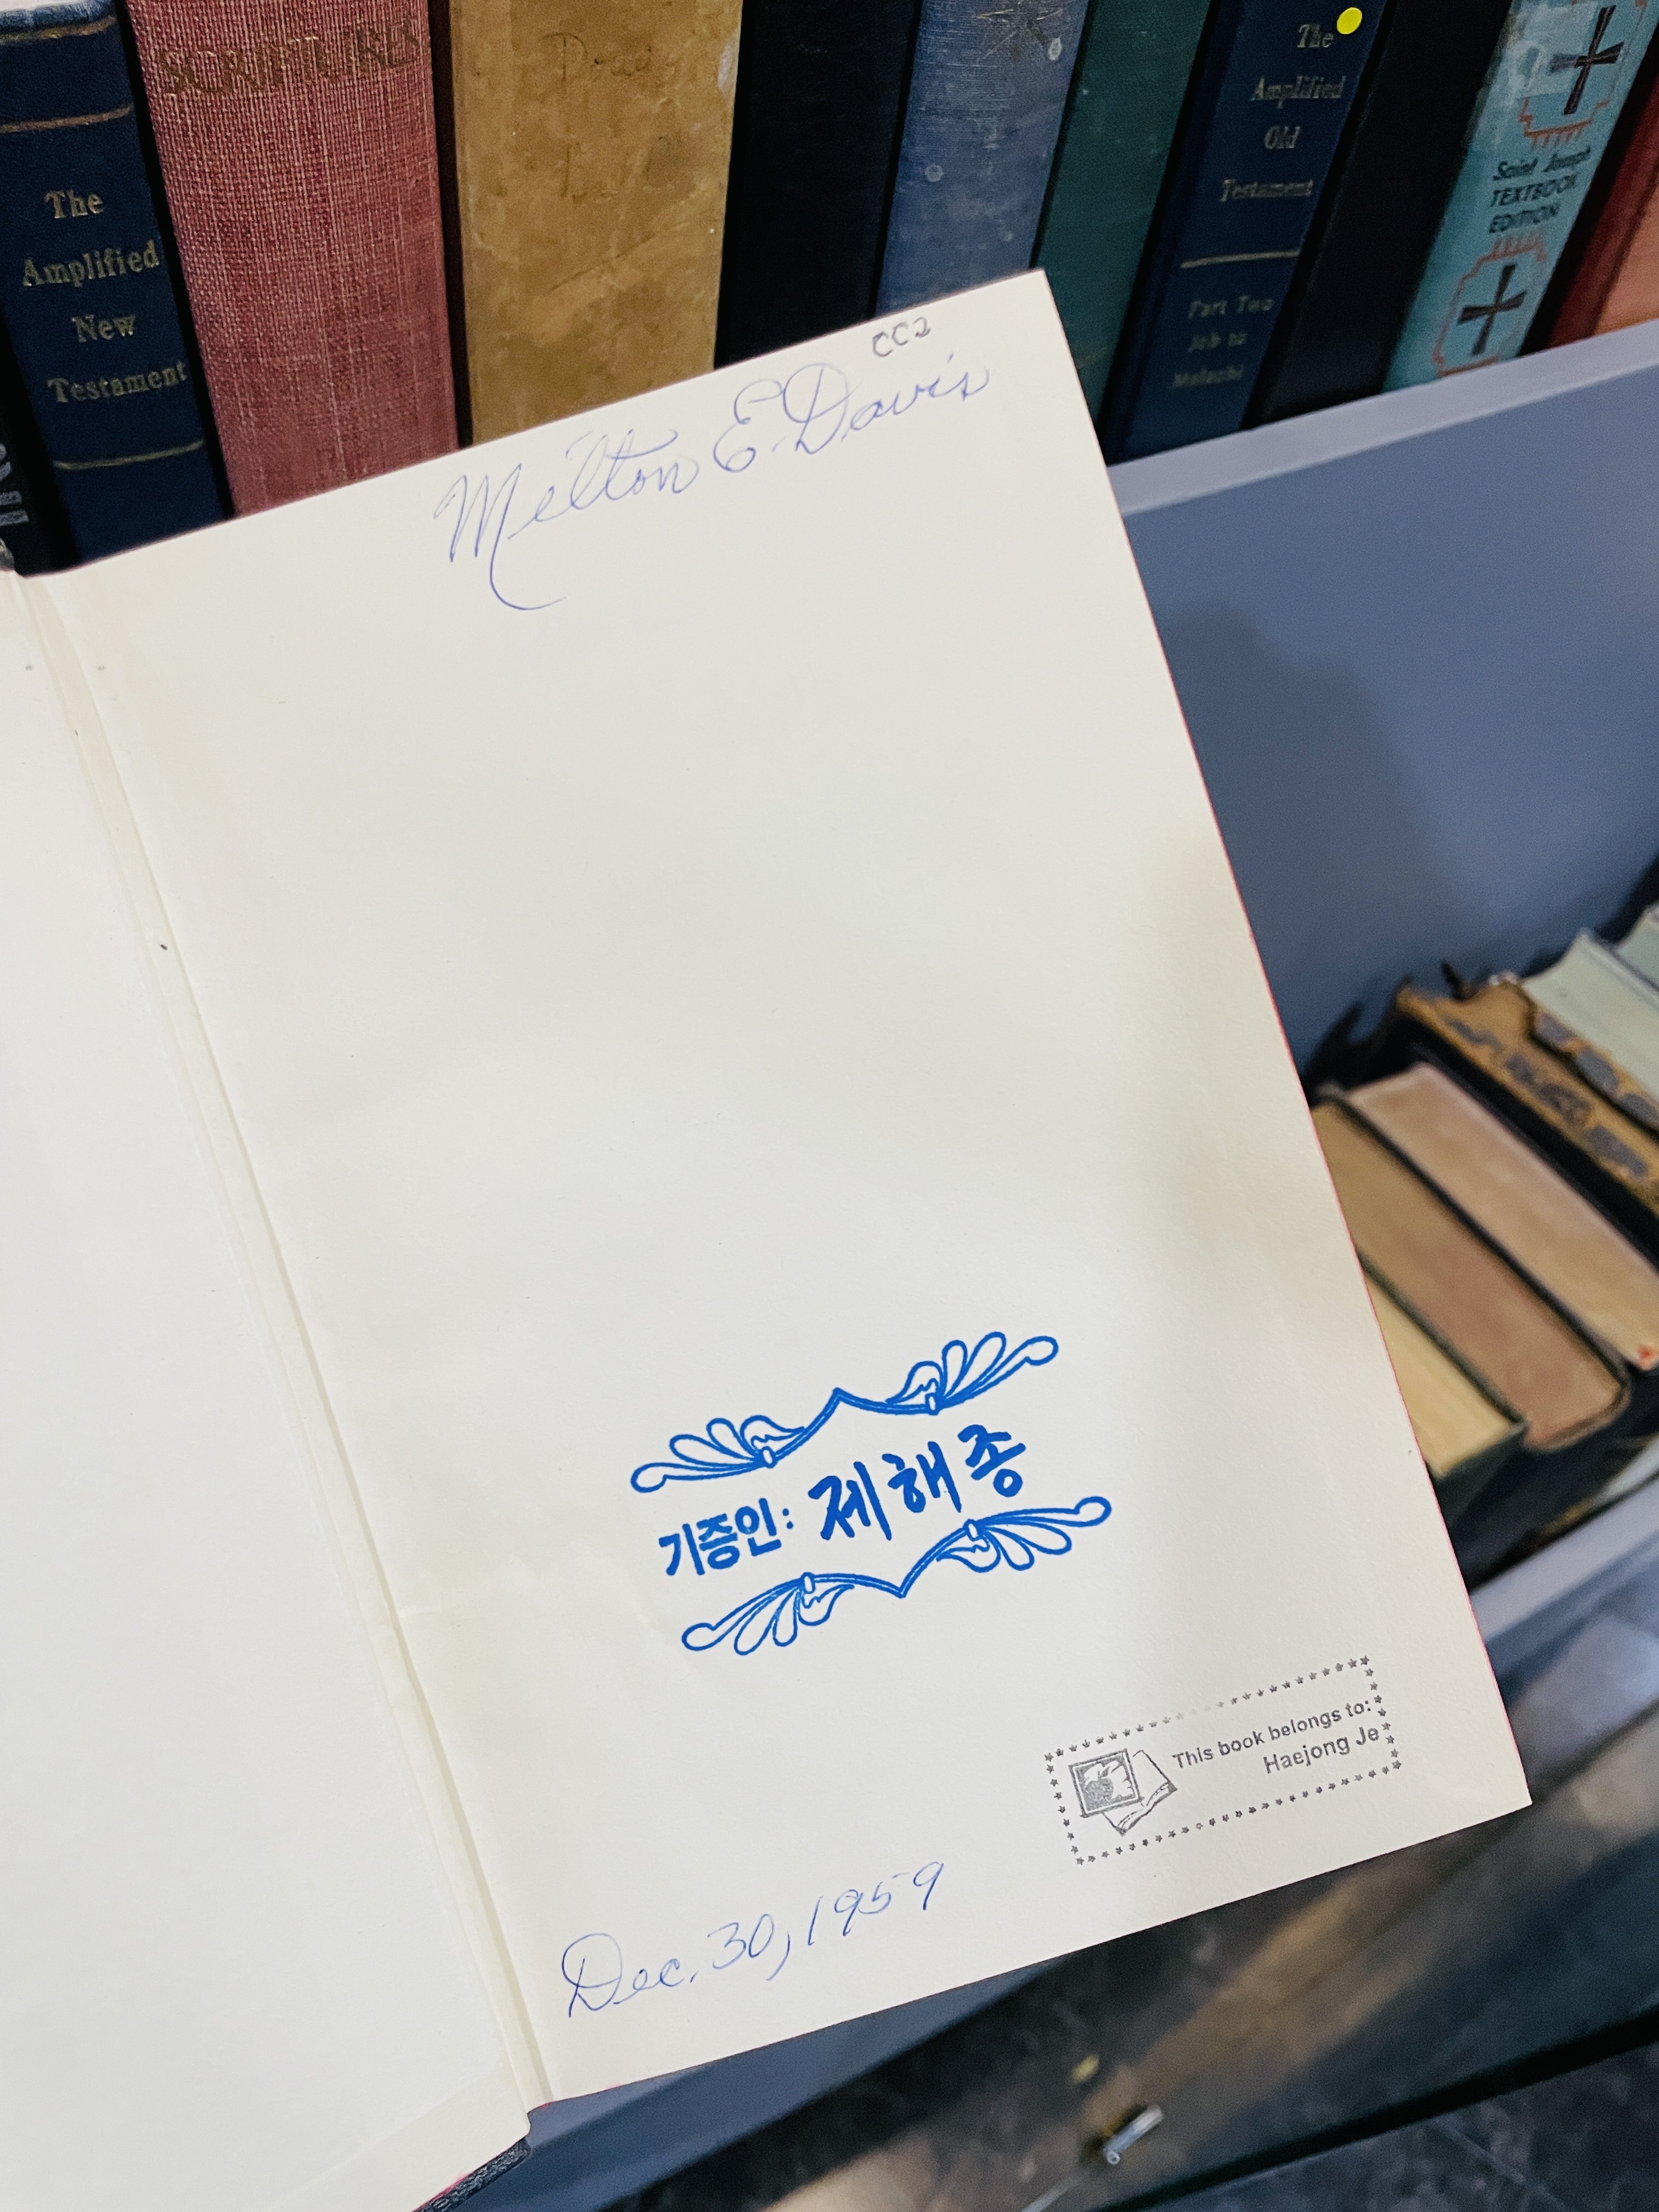 SCRIPTURES
The
Amplified
New
Testament
The
Amplified
Old
Testament
Part Two
Job to
Malachi
Saint Joseph
TEXTBOOK
EDITION
CC2
Milton E. Davis
기증인: 제해종
This book belongs to:
Haejong Je
Dec. 30, 1959